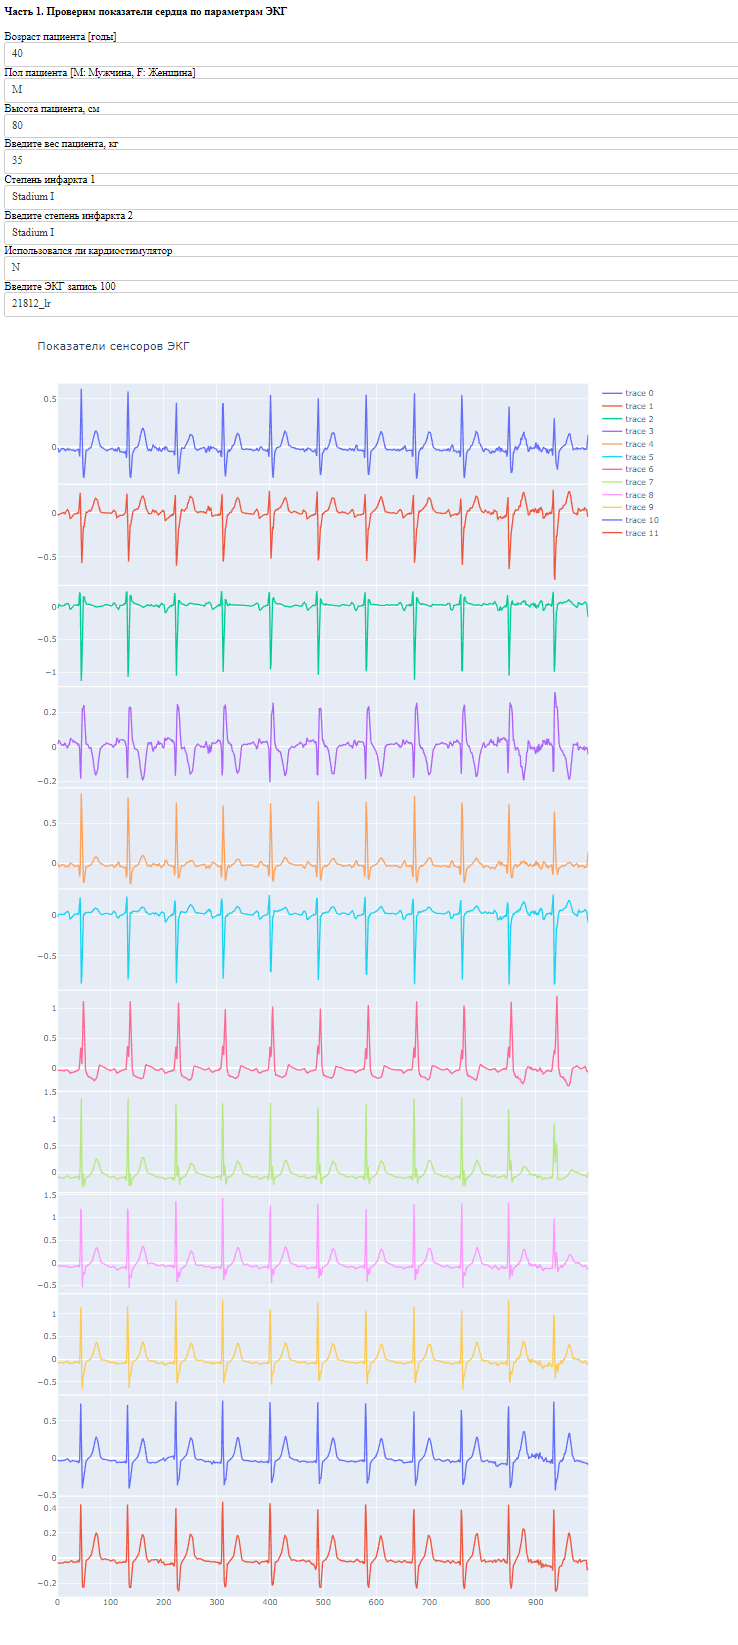 Часть 1. Проверим показатели сердца по параметрам ЭКГ
Возраст пациента [годы]
40
Пол пациента [M: Мужчина, F: Женщина]
M
Высота пациента, см
80
Введите вес пациента, кг
35
Степень инфаркта 1
Stadium I
Введите степень инфаркта 2
Stadium I
Использовался ли кардиостимулятор
N
Введите ЭКГ запись 100
21812_lr
Показатели сенсоров ЭКГ
0.5
0
0
−0.5
0
−0.5
−1
0.2
0
−0.2
0.5
0
0
−0.5
1
0.5
0
1.5
1
0.5
0
1.5
1
0.5
0
−0.5
1
0.5
0
−0.5
0.5
0
−0.5
0.4
0.2
0
−0.2
0 100 200 300 400 500 600 700 800 900
trace 0
trace 1
trace 2
trace 3
trace 4
trace 5
trace 6
trace 7
trace 8
trace 9
trace 10
trace 11